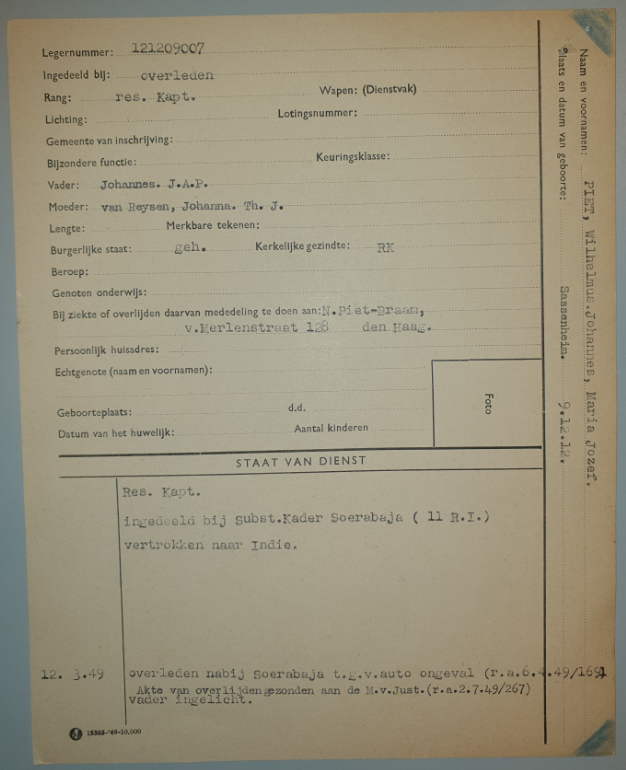 Legernummer: 121209007
Ingedeeld bij: overleden
Rang: res. Kapt. Wapen: (Dienstvak)
Lichting: Lotingsnummer:
Gemeente van inschrijving:
Bijzondere functie: Keuringsklasse:
Vader: Johannes. J.A.P.
Moeder: van Reysen, Johanna. Th. J.
Lengte: Merkbare tekenen:
Burgerlijke staat: geh. Kerkelijke gezindte: RK
Beroep:
Genoten onderwijs:
Bij ziekte of overlijden daarvan mededeling te doen aan: N.Piet-Braam,
v.Merlenstraat 128 den Haag.
Persoonlijk huisadres:
Echtgenote (naam en voornamen):
Foto
Geboorteplaats: d.d.
Datum van het huwelijk: Aantal kinderen
Naam en voornamen: PIET, Wilhelmus.Johannes, Maria Jozef.
Plaats en datum van geboorte: Sassenheim. 9.12.12.
STAAT VAN DIENST
Res. Kapt.
ingedeeld bij Subst.Kader Soerabaja ( 11 R.I.)
vertrokken naar Indie.
12. 3.49 overleden nabij Soerabaja t.g.v.auto ongeval (r.a.6.4.49/169)
Akte van overlijden gezonden aan de M.v.Just.(r.a.2.7.49/267)
vader ingelicht.
15355-'49-10.000